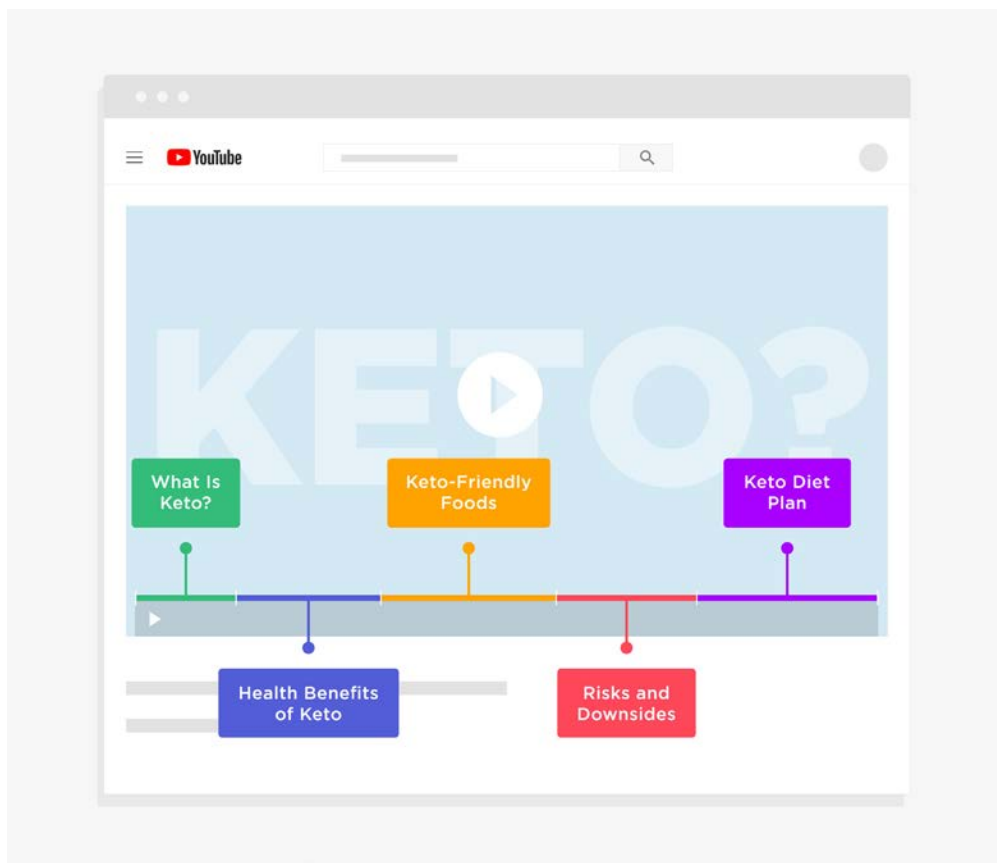 YouTube
KETO?
What Is
Keto?
Keto-Friendly
Foods
Keto Diet
Plan
Health Benefits
of Keto
Risks and
Downsides